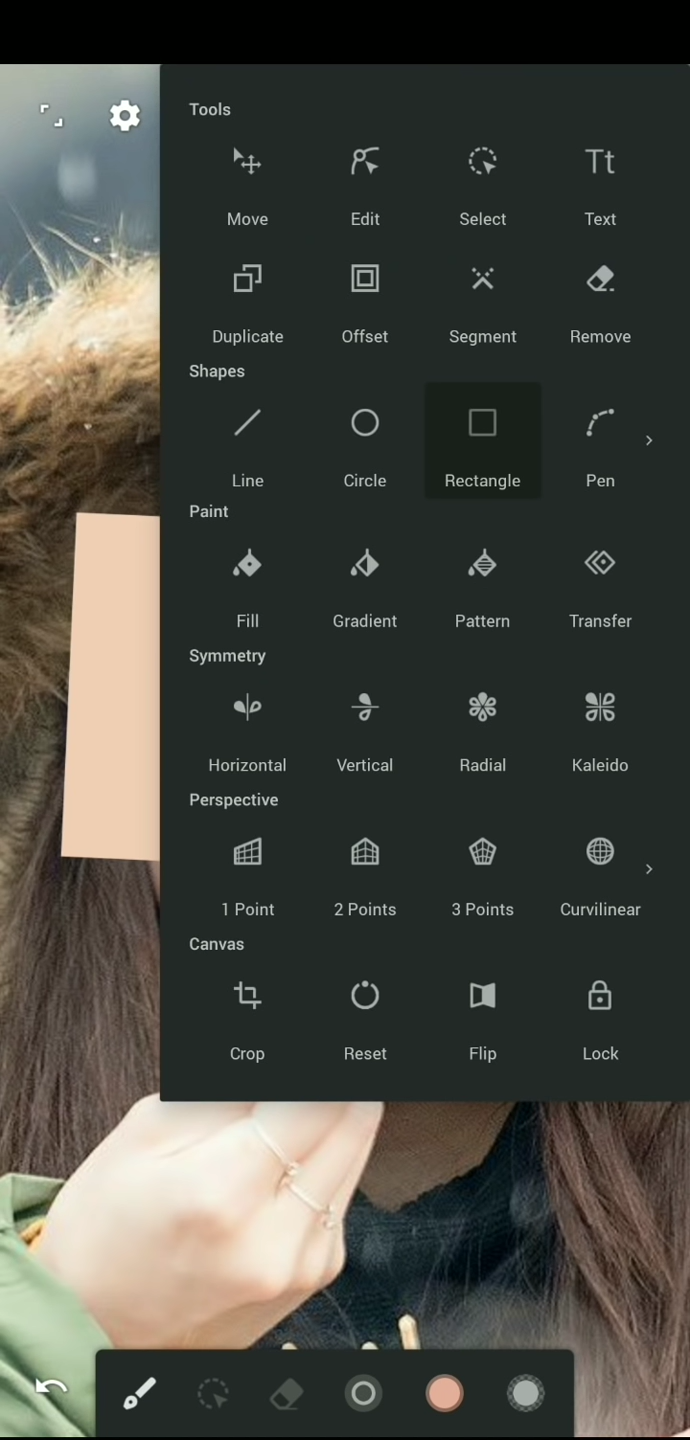 Tools
Move Edit Select Text
Duplicate Offset Segment Remove
Shapes
Line Circle Rectangle Pen
Paint
Fill Gradient Pattern Transfer
Symmetry
Horizontal Vertical Radial Kaleido
Perspective
1 Point 2 Points 3 Points Curvilinear
Canvas
Crop Reset Flip Lock